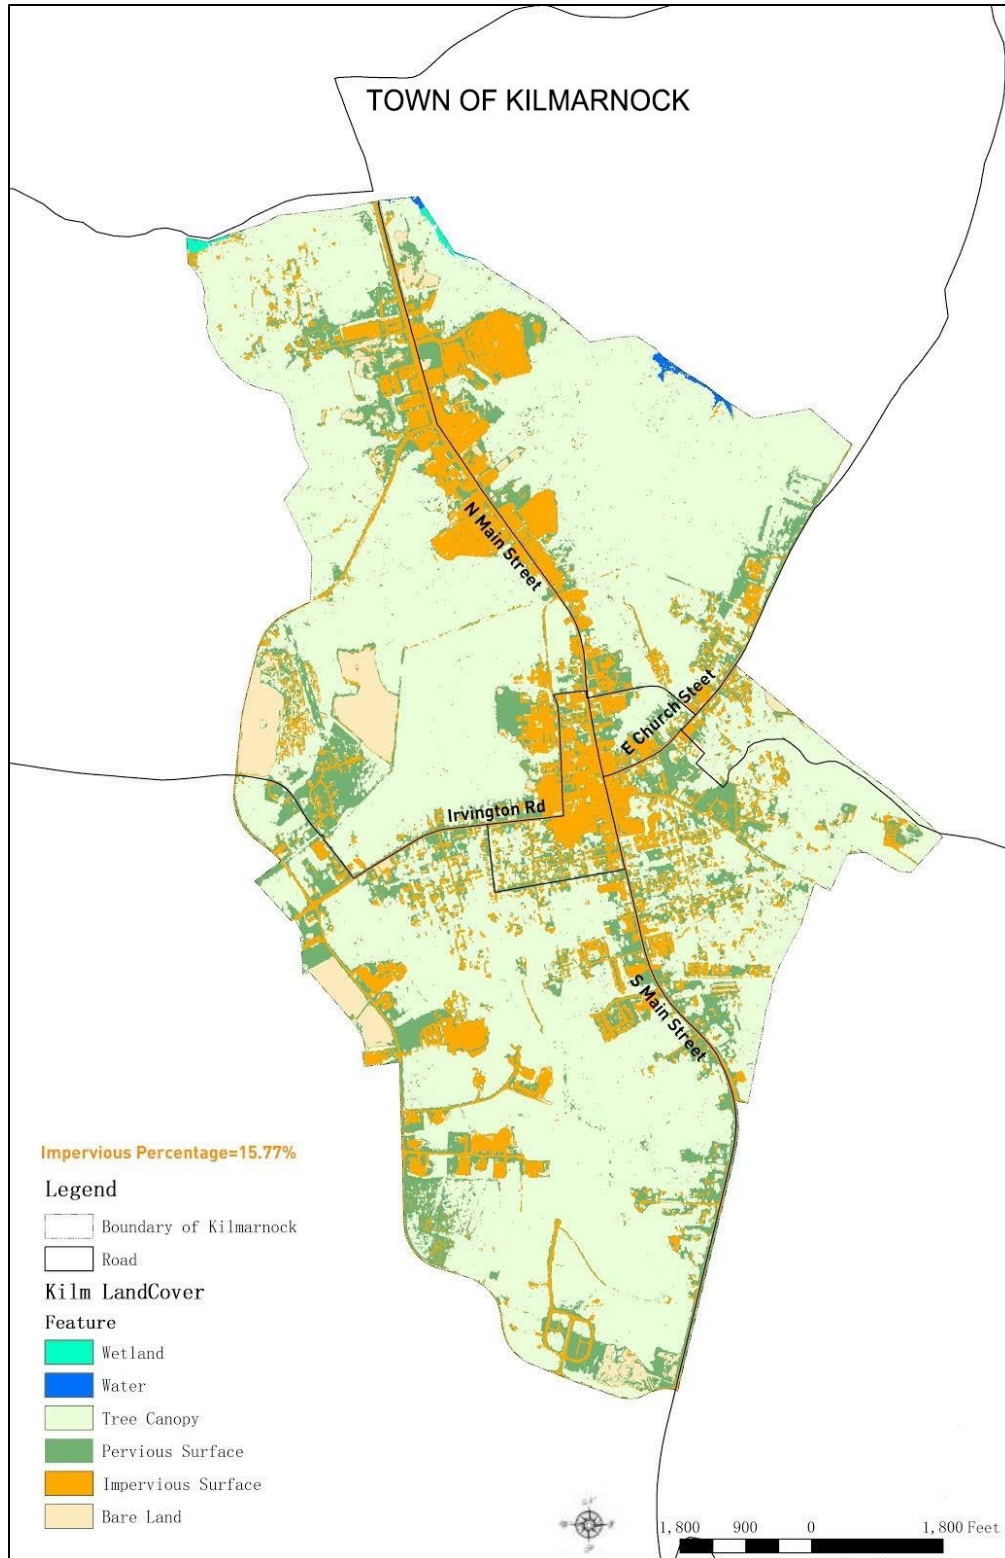 TOWN OF KILMARNOCK
N Main Street
E Church Steet
Irvington Rd
S Main Street
Impervious Percentage=15.77%
Legend
Boundary of Kilmarnock
Road
Kilm LandCover
Feature
Wetland
Water
Tree Canopy
Pervious Surface
Impervious Surface
Bare Land
1,800 900 0 1,800 Feet